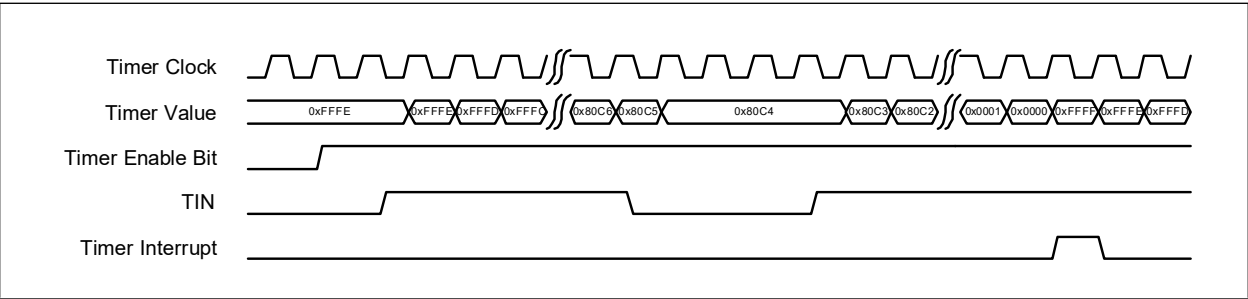 Timer Clock
Timer Value 0xFFFE 0xFFFE 0xFFFD 0xFFFC 0x80C6 0x80C5 0x80C4 0x80C3 0x80C2 0x0001 0x0000 0xFFFF 0xFFFE 0xFFFD
Timer Enable Bit
TIN
Timer Interrupt